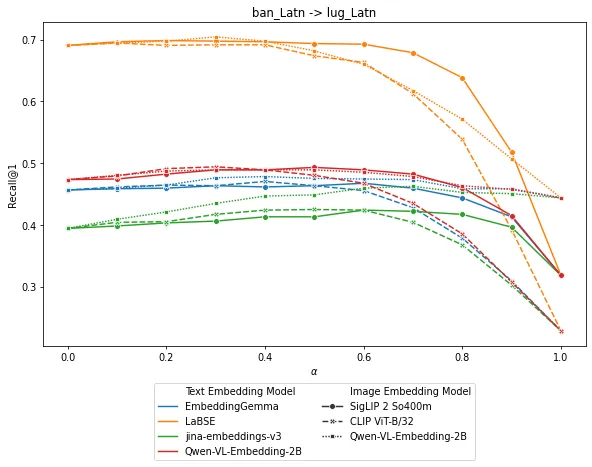 ban_Latn -> lug_Latn
Recall@1
0.7
0.6
0.5
0.4
0.3
0.0 0.2 0.4 0.6 0.8 1.0
α
Text Embedding Model Image Embedding Model
EmbeddingGemma SigLIP 2 So400m
LaBSE CLIP ViT-B/32
jina-embeddings-v3 Qwen-VL-Embedding-2B
Qwen-VL-Embedding-2B